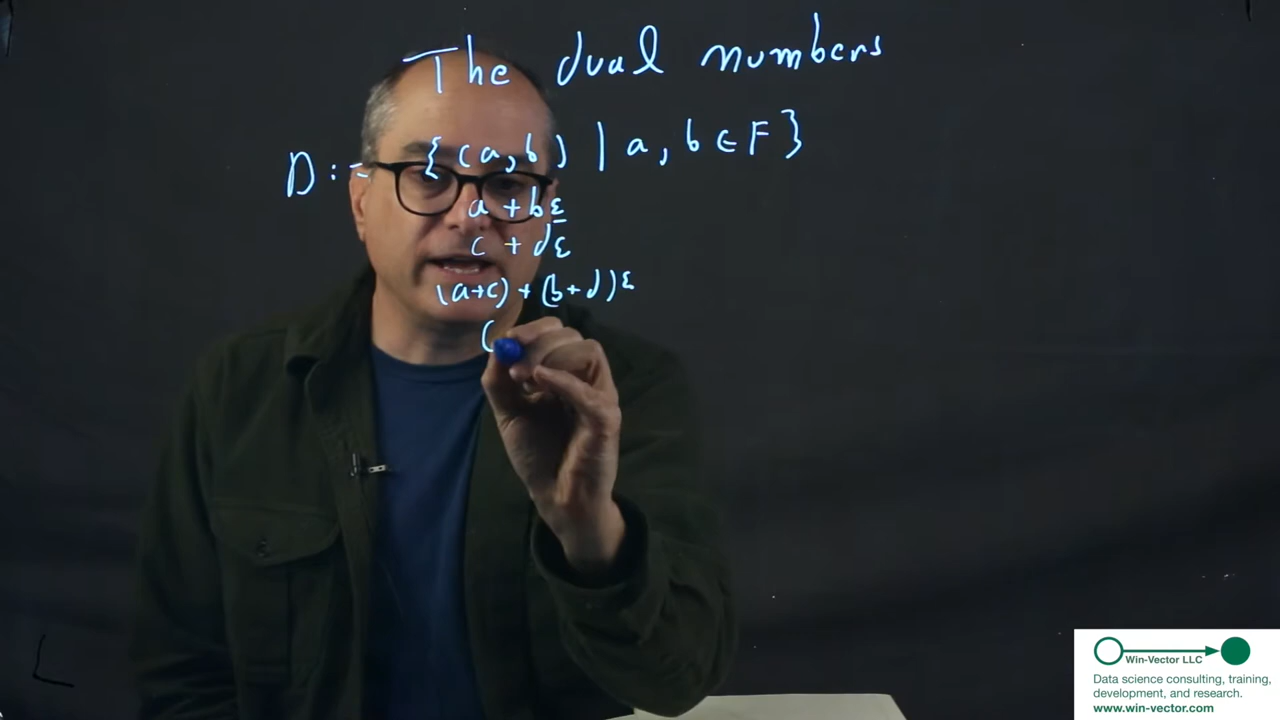 The dual numbers
D := {(a,b) | a, b ∈ F}
a + bε
c + dε
(a+c) + (b+d)ε
(
Win-Vector LLC
Data science consulting, training,
development, and research.
www.win-vector.com